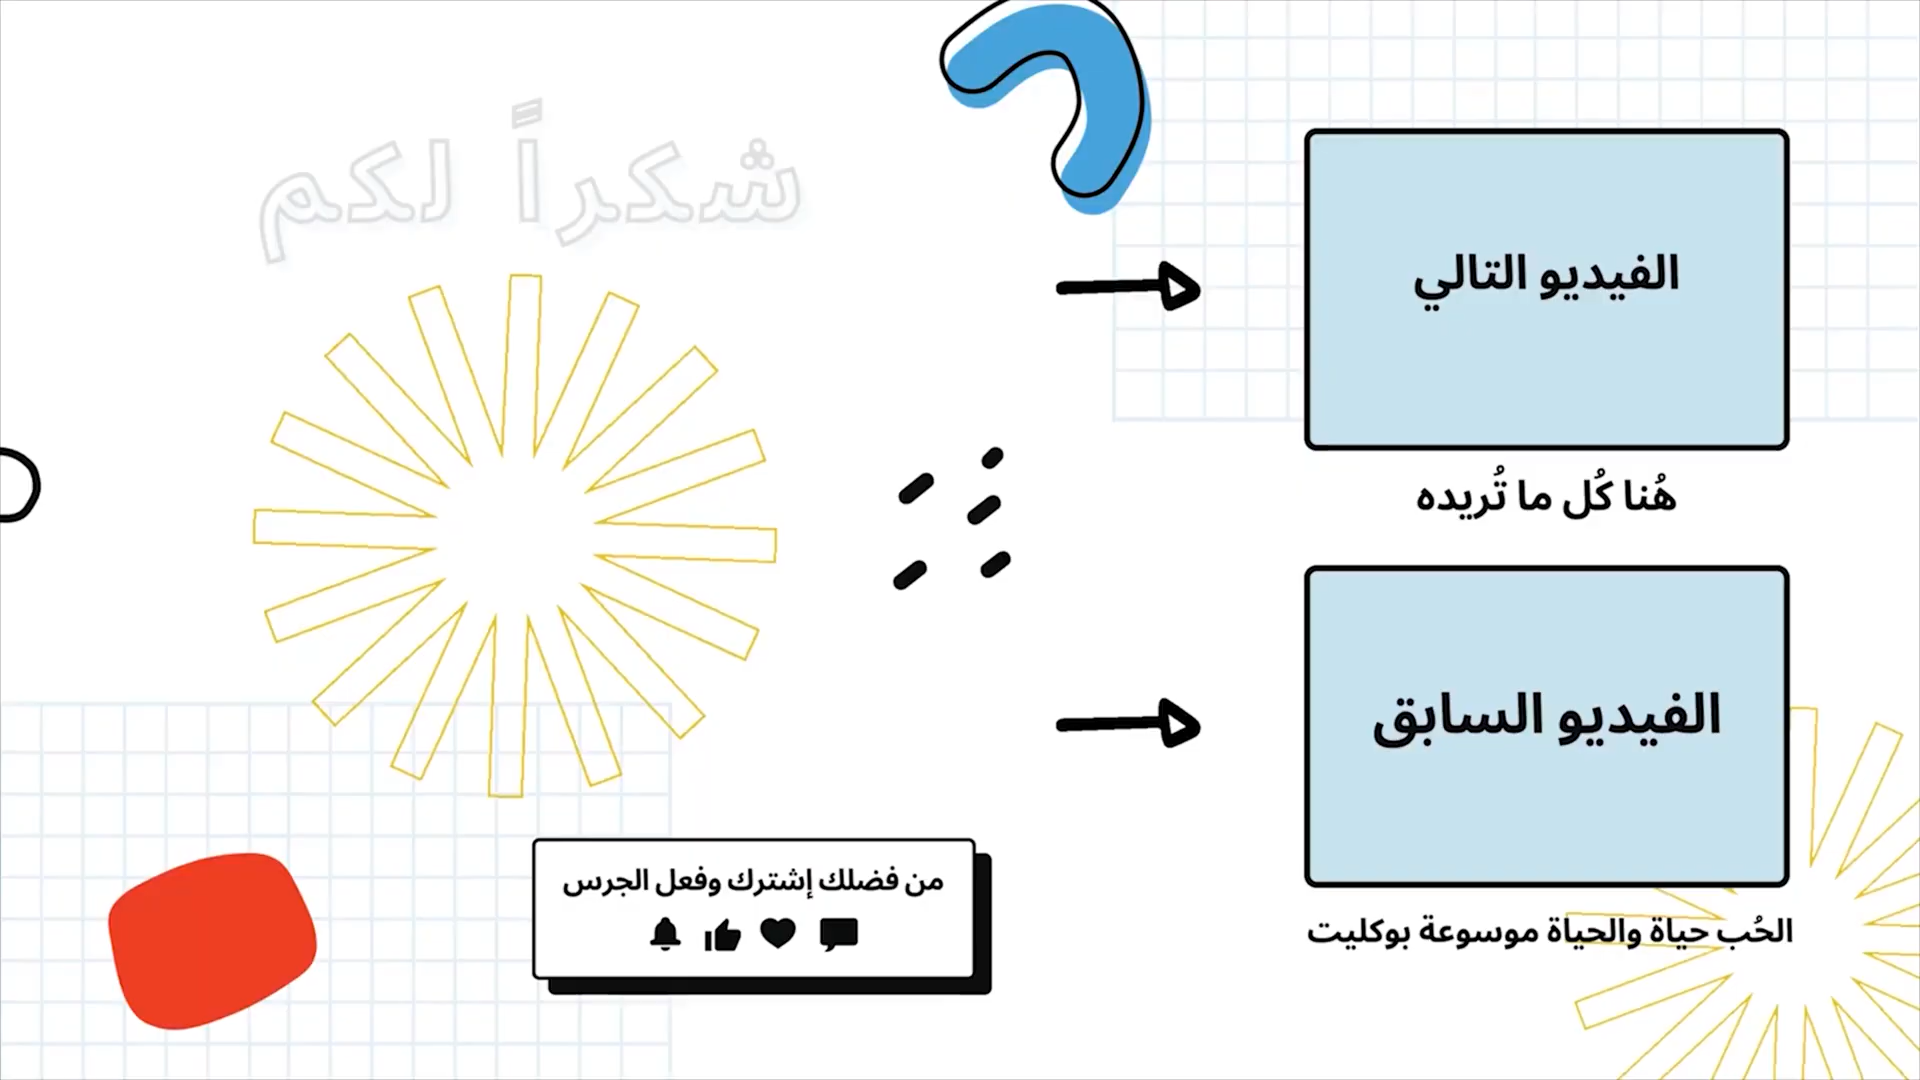 شكراً لكم
الفيديو التالي
هُنا كُل ما تُريده
الفيديو السابق
الحُب حياة والحياة موسوعة بوكليت
من فضلك إشترك وفعل الجرس